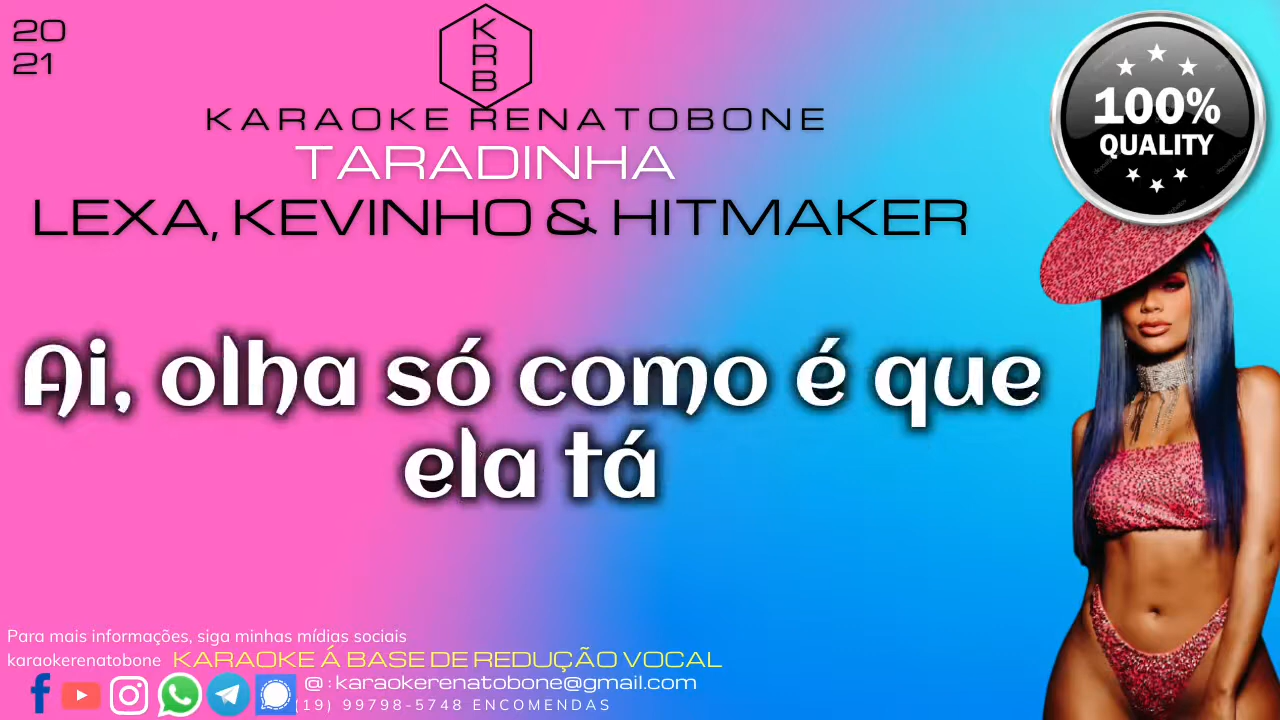 20
21
K
R
B
KARAOKE RENATOBONE
TARADINHA
LEXA, KEVINHO & HITMAKER
100%
QUALITY
Ai, olha só como é que
ela tá
Para mais informações, siga minhas mídias sociais
karaokerenatobone KARAOKE Á BASE DE REDUÇÃO VOCAL
@:karaokerenatobone@gmail.com
(19) 99798-5748 ENCOMENDAS